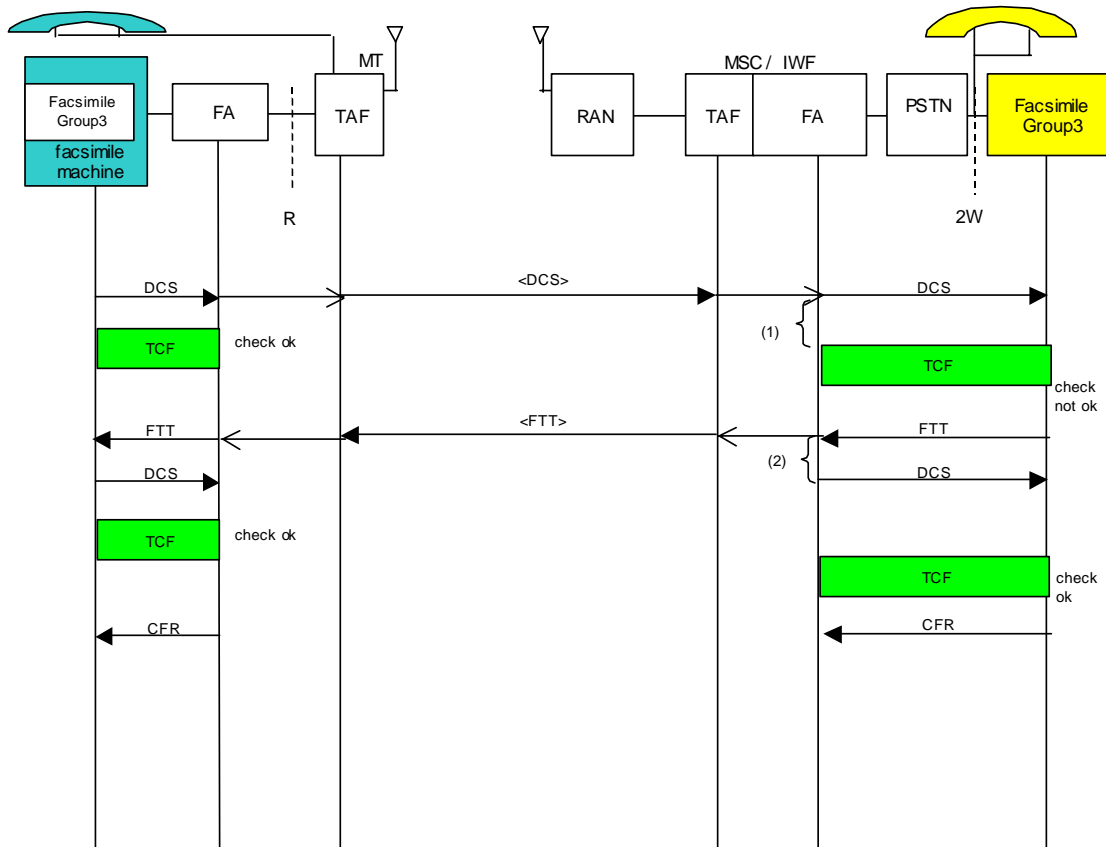 MT
MSC / IWF
Facsimile
Group3
facsimile
machine
FA
TAF
RAN
TAF
FA
PSTN
Facsimile
Group3
R
2W
DCS
<DCS>
DCS
(1)
TCF
check ok
TCF
check
not ok
FTT
<FTT>
FTT
(2)
DCS
DCS
TCF
check ok
TCF
check
ok
CFR
CFR